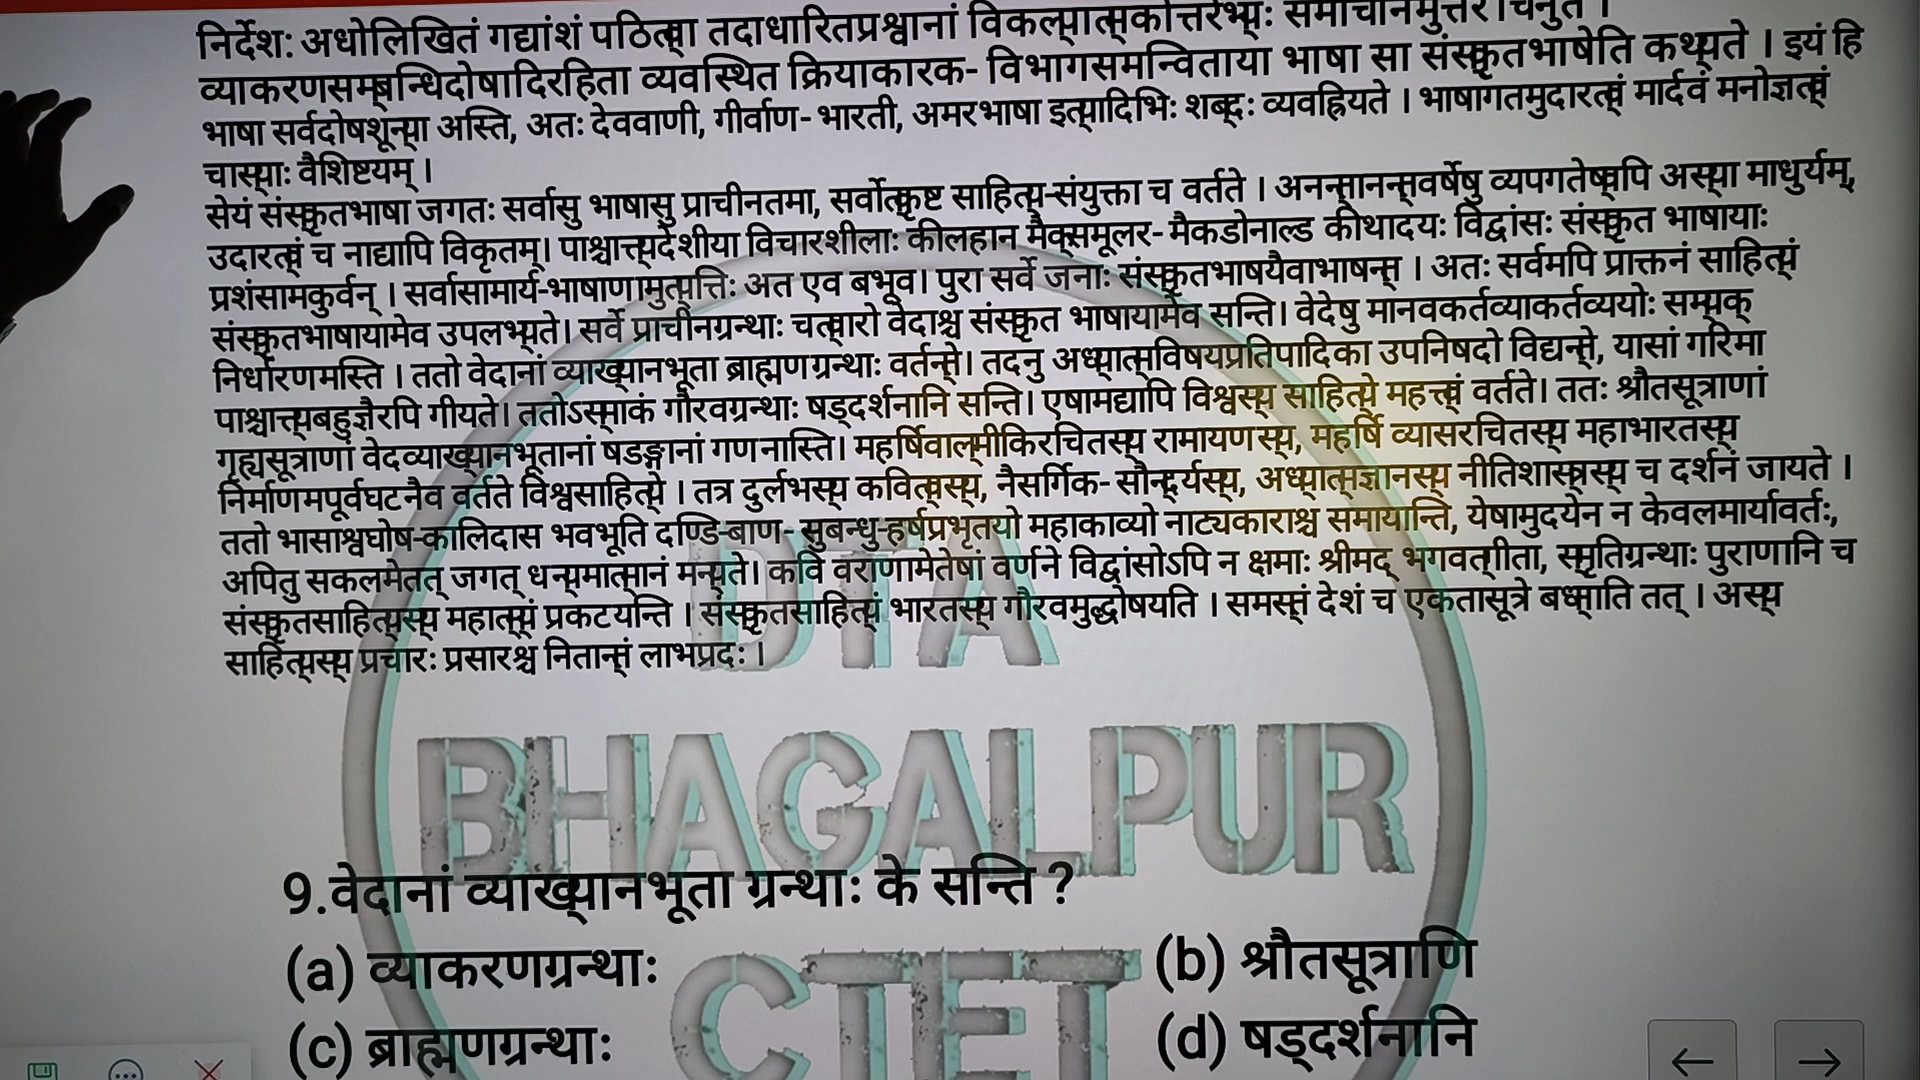 निर्देश: अधोलिखितं गद्यांशं पठित्वा तदाधारितप्रश्नानां विकल्पात्मकोत्तरेभ्यः समीचीनमुत्तरं चिनुत ।
व्याकरणसम्बन्धिदोषादिरहिता व्यवस्थित क्रियाकारक- विभागसमन्विताया भाषा सा संस्कृतभाषेति कथ्यते । इयं हि
भाषा सर्वदोषशून्या अस्ति, अतः देववाणी, गीर्वाण- भारती, अमरभाषा इत्यादिभिः शब्दः व्यवह्रियते । भाषागतमुदारत्वं मार्दवं मनोज्ञत्वं
चास्याः वैशिष्टयम् ।
सेयं संस्कृतभाषा जगतः सर्वासु भाषासु प्राचीनतमा, सर्वोत्कृष्ट साहित्य-संयुक्ता च वर्तते । अनन्तानन्तवर्षेषु व्यपगतेष्वपि अस्या माधुर्यम्,
उदारत्वं च नाद्यापि विकृतम्। पाश्चात्त्यदेशीया विचारशीलाः कीलहान मैक्समूलर- मैकडोनाल्ड कीथादयः विद्वांसः संस्कृत भाषायाः
प्रशंसामकुर्वन् । सर्वासामार्य-भाषाणामुत्पत्तिः अत एव बभूव। पुरा सर्वे जनाः संस्कृतभाषयैवाभाषन्त । अतः सर्वमपि प्राक्तनं साहित्यं
संस्कृतभाषायामेव उपलभ्यते। सर्वे प्राचीनग्रन्थाः चत्वारो वेदाश्च संस्कृत भाषायामेव सन्ति। वेदेषु मानवकर्तव्याकर्तव्ययोः सम्यक्
निर्धारणमस्ति । ततो वेदानां व्याख्यानभूता ब्राह्मणग्रन्थाः वर्तन्ते। तदनु अध्यात्मविषयप्रतिपादिका उपनिषदो विद्यन्ते, यासां गरिमा
पाश्चात्त्यबहुज्ञैरपि गीयते। ततोऽस्माकं गौरवग्रन्थाः षड्दर्शनानि सन्ति। एषामद्यापि विश्वस्य साहित्ये महत्त्वं वर्तते। ततः श्रौतसूत्राणां
गृह्यसूत्राणां वेदव्याख्यानभूतानां षडङ्गानां गणनास्ति। महर्षिवाल्मीकिरचितस्य रामायणस्य, महर्षि व्यासरचितस्य महाभारतस्य
निर्माणमपूर्वघटनैव वर्तते विश्वसाहित्ये । तत्र दुर्लभस्य कवित्वस्य, नैसर्गिक- सौन्दर्यस्य, अध्यात्मज्ञानस्य नीतिशास्त्रस्य च दर्शनं जायते ।
ततो भासाश्वघोष-कालिदास भवभूति दण्डि-बाण- सुबन्धु-हर्षप्रभृतयो महाकाव्यो नाट्यकाराश्च समायान्ति, येषामुदयेन न केवलमार्यावर्तः,
अपितु सकलमेतत् जगत् धन्यमात्मानं मन्यते। कवि वराणामेतेषां वर्णने विद्वांसोऽपि न क्षमाः श्रीमद् भगवत्गीता, स्मृतिग्रन्थाः पुराणानि च
संस्कृतसाहित्यस्य महात्म्यं प्रकटयन्ति । संस्कृतसाहित्यं भारतस्य गौरवमुद्घोषयति । समस्तं देशं च एकतासूत्रे बध्नाति तत् । अस्य
साहित्यस्य प्रचारः प्रसारश्च नितान्तं लाभप्रदः ।
DTA
BHAGALPUR
CTET
9.वेदानां व्याख्यानभूता ग्रन्थाः के सन्ति ?
(a) व्याकरणग्रन्थाः
(b) श्रौतसूत्राणि
(c) ब्राह्मणग्रन्थाः
(d) षड्दर्शनानि